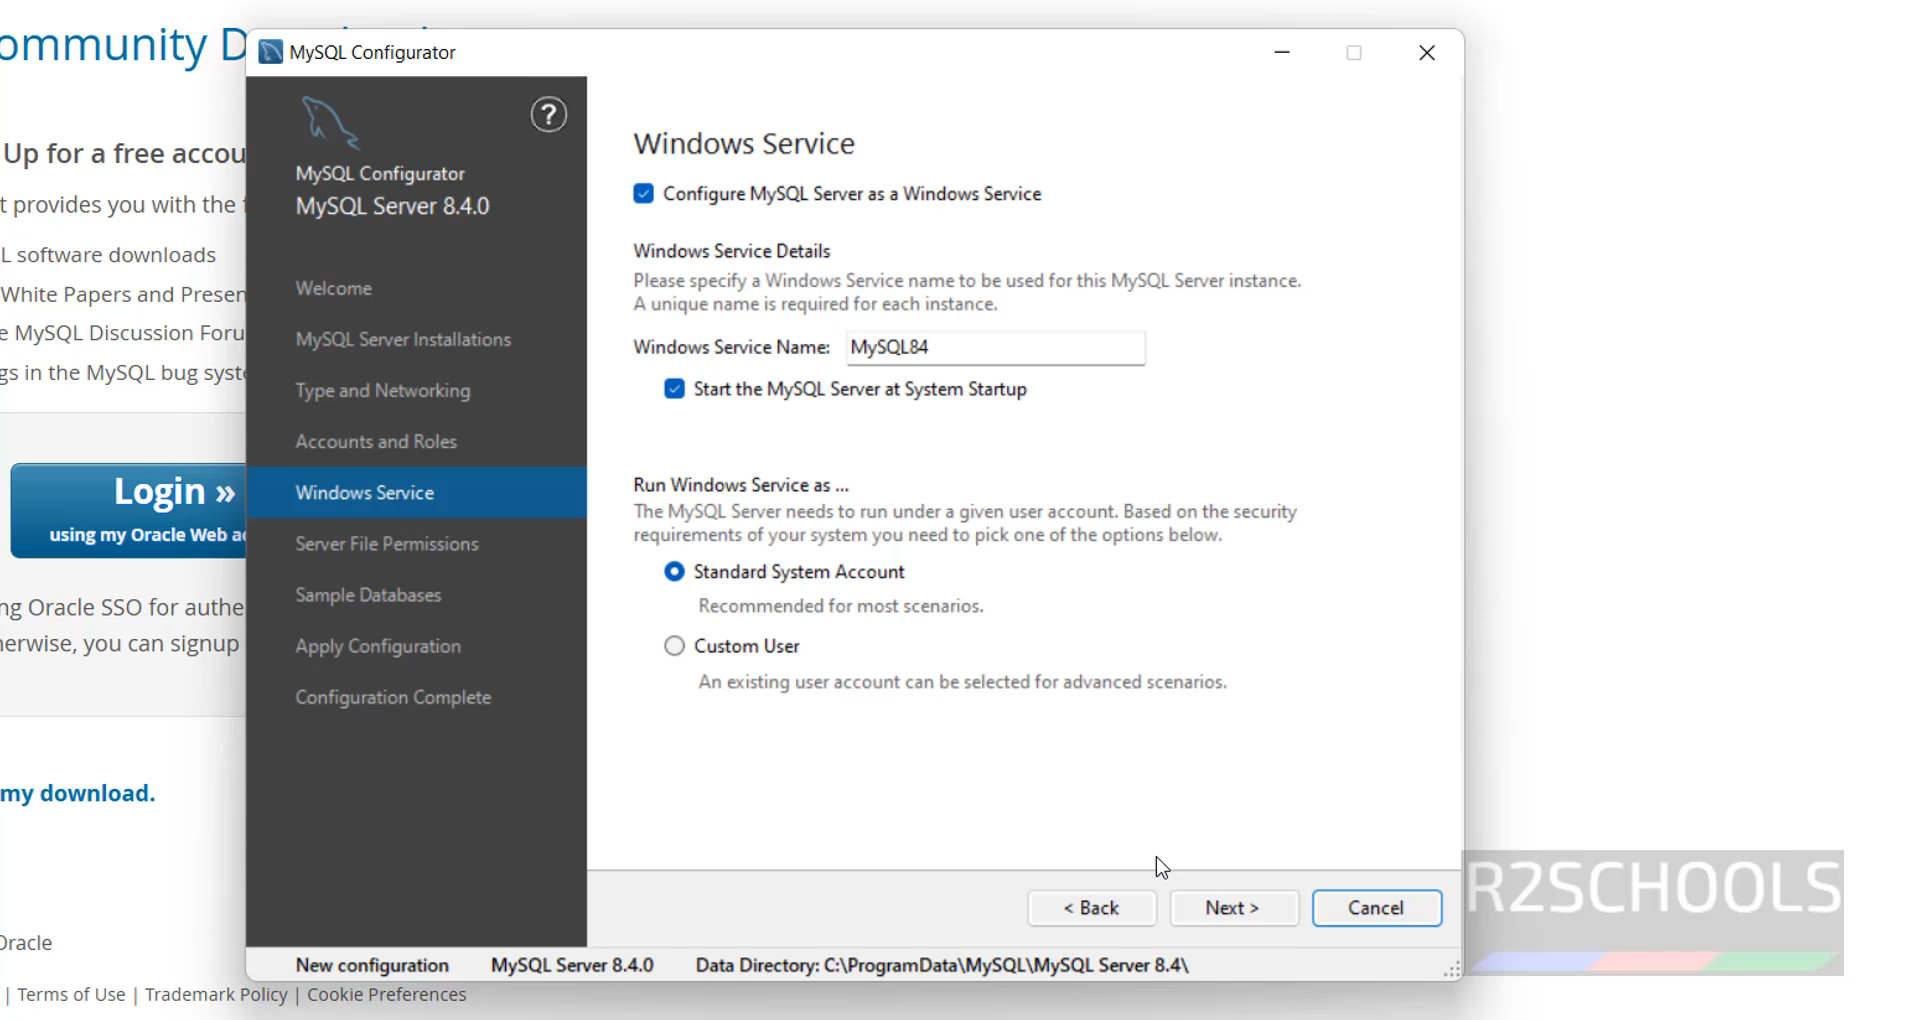 ommunity D
Up for a free accou
t provides you with the
L software downloads
White Papers and Presen
e MySQL Discussion Foru
gs in the MySQL bug syste
Login »
using my Oracle Web a
ng Oracle SSO for authe
nerwise, you can signup
my download.
Oracle
| Terms of Use | Trademark Policy | Cookie Preferences
MySQL Configurator
?
MySQL Configurator
MySQL Server 8.4.0
Welcome
MySQL Server Installations
Type and Networking
Accounts and Roles
Windows Service
Server File Permissions
Sample Databases
Apply Configuration
Configuration Complete
Windows Service
Configure MySQL Server as a Windows Service
Windows Service Details
Please specify a Windows Service name to be used for this MySQL Server instance.
A unique name is required for each instance.
Windows Service Name: MySQL84
Start the MySQL Server at System Startup
Run Windows Service as ...
The MySQL Server needs to run under a given user account. Based on the security
requirements of your system you need to pick one of the options below.
Standard System Account
Recommended for most scenarios.
Custom User
An existing user account can be selected for advanced scenarios.
< Back Next > Cancel
New configuration MySQL Server 8.4.0 Data Directory: C:\ProgramData\MySQL\MySQL Server 8.4\
R2SCHOOLS